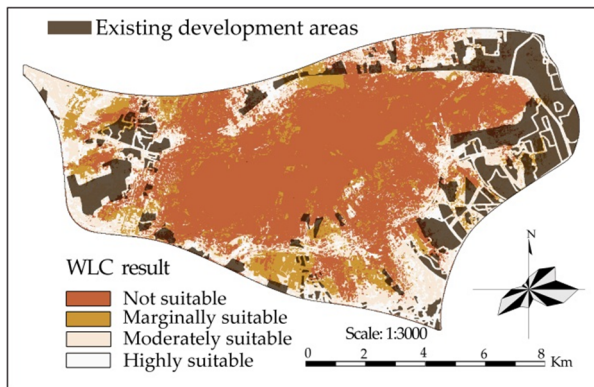 Existing development areas
WLC result
Not suitable
Marginally suitable
Moderately suitable
Highly suitable
N
Scale: 1:3000
0 2 4 6 8 Km